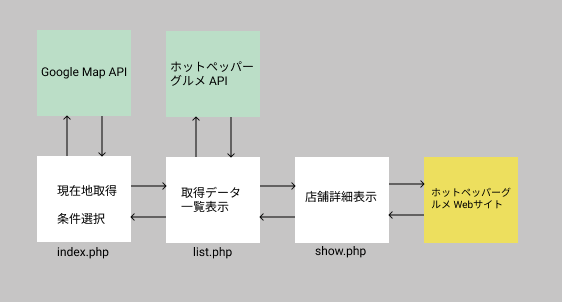 Google Map API
ホットペッパー
グルメ API
現在地取得
条件選択
取得データ
一覧表示
店舗詳細表示
ホットペッパーグ
ルメ Webサイト
index.php
list.php
show.php